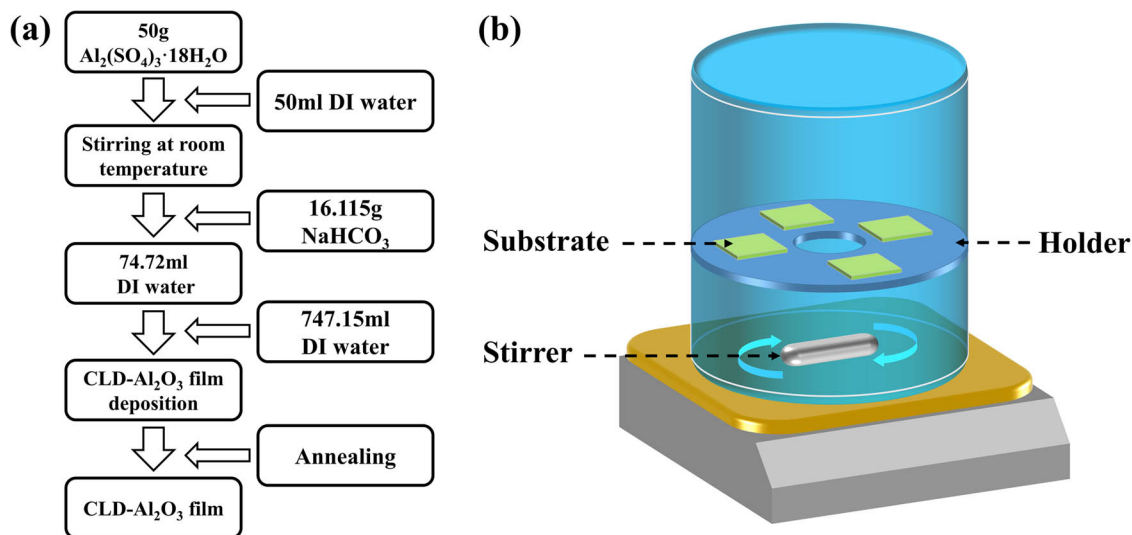 (a)
50g
Al₂(SO₄)₃·18H₂O
50ml DI water
Stirring at room
temperature
16.115g
NaHCO₃
74.72ml
DI water
747.15ml
DI water
CLD-Al₂O₃ film
deposition
Annealing
CLD-Al₂O₃ film
(b)
Substrate
Holder
Stirrer